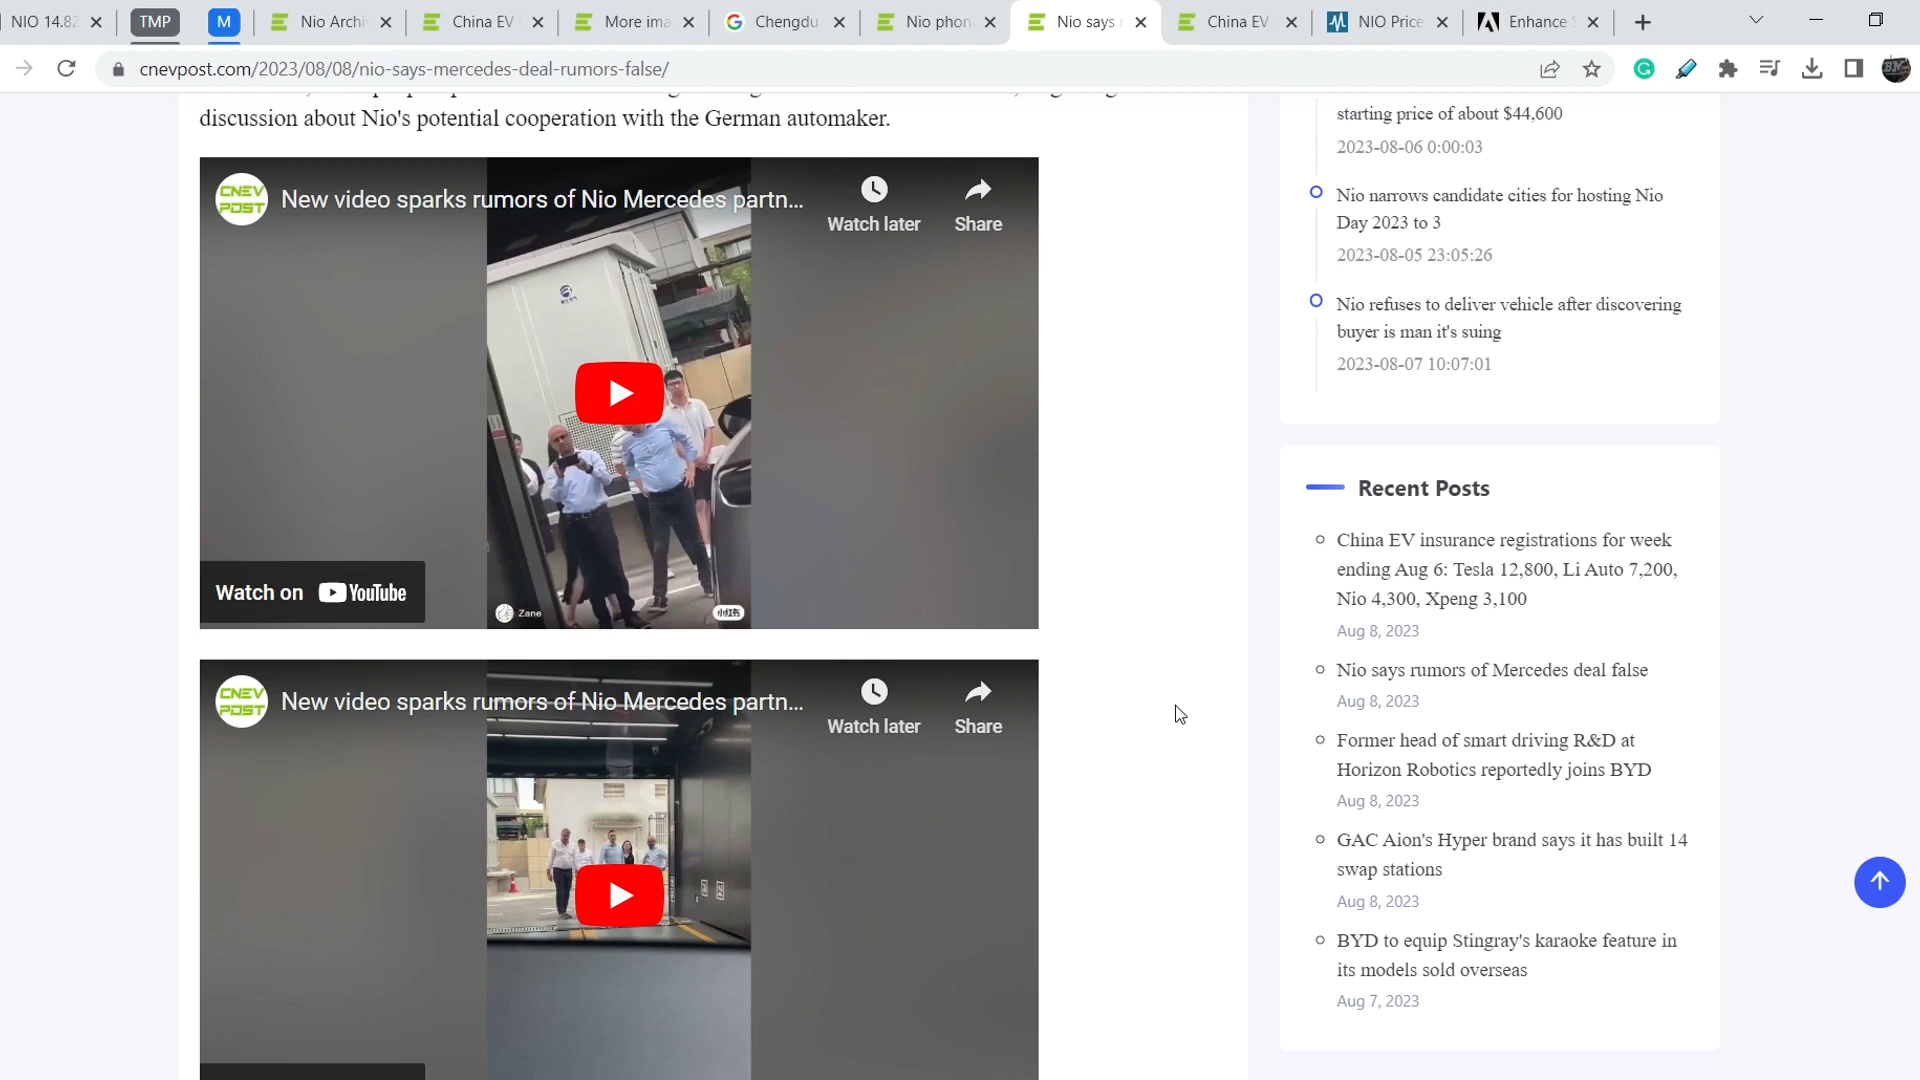 NIO 14.82
TMP
M
Nio Archi
China EV
More ima
Chengdu
Nio phon
Nio says
China EV
NIO Price
Enhance
cnevpost.com/2023/08/08/nio-says-mercedes-deal-rumors-false/
discussion about Nio's potential cooperation with the German automaker.
CNEV
POST
New video sparks rumors of Nio Mercedes partn...
Watch later
Share
Zane
小红书
Watch on YouTube
CNEV
POST
New video sparks rumors of Nio Mercedes partn...
Watch later
Share
starting price of about $44,600
2023-08-06 0:00:03
Nio narrows candidate cities for hosting Nio
Day 2023 to 3
2023-08-05 23:05:26
Nio refuses to deliver vehicle after discovering
buyer is man it's suing
2023-08-07 10:07:01
Recent Posts
China EV insurance registrations for week
ending Aug 6: Tesla 12,800, Li Auto 7,200,
Nio 4,300, Xpeng 3,100
Aug 8, 2023
Nio says rumors of Mercedes deal false
Aug 8, 2023
Former head of smart driving R&D at
Horizon Robotics reportedly joins BYD
Aug 8, 2023
GAC Aion's Hyper brand says it has built 14
swap stations
Aug 8, 2023
BYD to equip Stingray's karaoke feature in
its models sold overseas
Aug 7, 2023